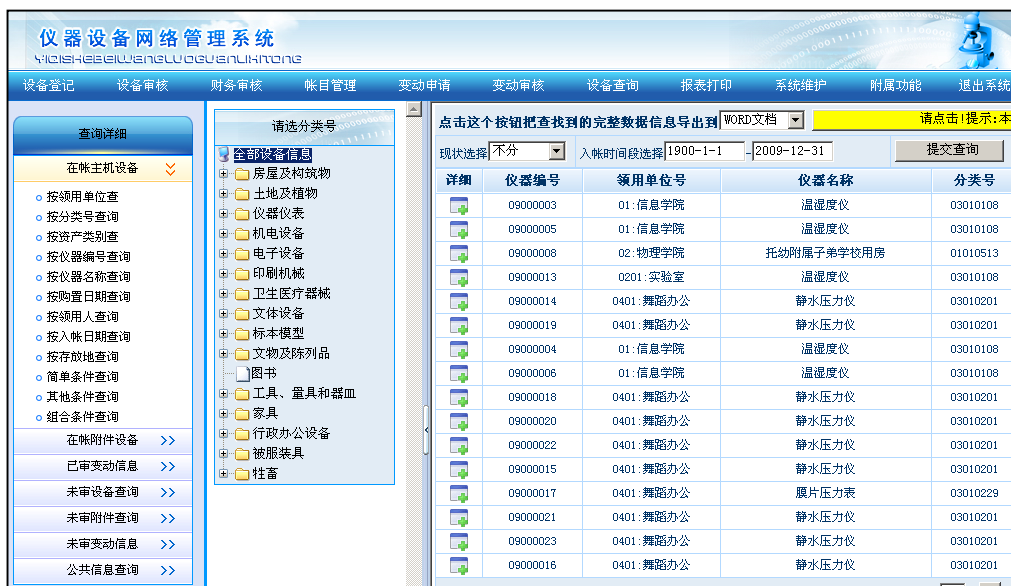 仪器设备网络管理系统
YIQISHEBEIWANGLUOGUANLIXITONG
设备登记 设备审核 财务审核 帐目管理 变动申请 变动审核 设备查询 报表打印 系统维护 附属功能 退出系统
查询详细
在帐主机设备
按领用单位查
按分类号查询
按资产类别查
按仪器编号查询
按仪器名称查询
按购置日期查询
按领用人查询
按入帐日期查询
按存放地查询
简单条件查询
其他条件查询
组合条件查询
在帐附件设备 >>
已审变动信息 >>
未审设备查询 >>
未审附件查询 >>
未审变动信息 >>
公共信息查询 >>
请选分类号
全部设备信息
房屋及构筑物
土地及植物
仪器仪表
机电设备
电子设备
印刷机械
卫生医疗器械
文体设备
标本模型
文物及陈列品
图书
工具、量具和器皿
家具
行政办公设备
被服装具
牲畜
点击这个按钮把查找到的完整数据信息导出到 WORD文档 请点击!提示:本
现状选择 不分 入帐时间段选择 1900-1-1 -2009-12-31 提交查询
详细 仪器编号 领用单位号 仪器名称 分类号
09000003 01:信息学院 温湿度仪 03010108
09000005 01:信息学院 温湿度仪 03010108
09000008 02:物理学院 托幼附属子弟学校用房 01010513
09000013 0201:实验室 温湿度仪 03010108
09000014 0401:舞蹈办公 静水压力仪 03010201
09000019 0401:舞蹈办公 静水压力仪 03010201
09000004 01:信息学院 温湿度仪 03010108
09000006 01:信息学院 温湿度仪 03010108
09000018 0401:舞蹈办公 静水压力仪 03010201
09000020 0401:舞蹈办公 静水压力仪 03010201
09000022 0401:舞蹈办公 静水压力仪 03010201
09000015 0401:舞蹈办公 静水压力仪 03010201
09000017 0401:舞蹈办公 膜片压力表 03010229
09000021 0401:舞蹈办公 静水压力仪 03010201
09000023 0401:舞蹈办公 静水压力仪 03010201
09000016 0401:舞蹈办公 静水压力仪 03010201